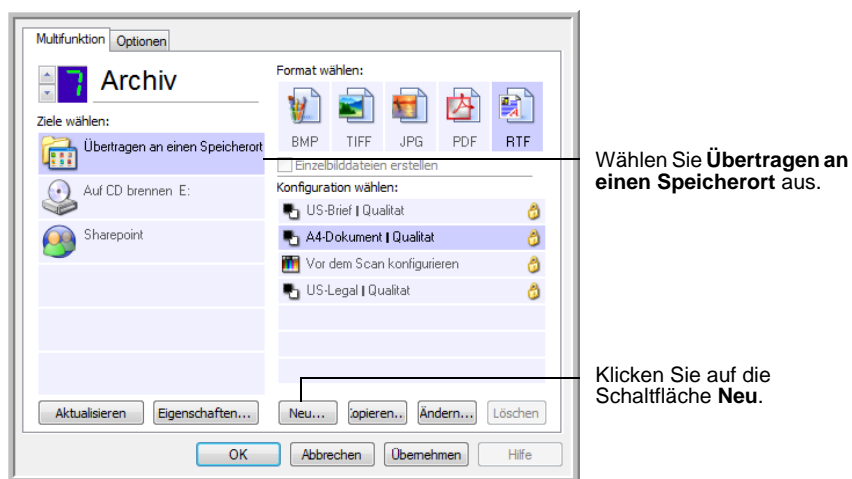 Multifunktion Optionen
7 Archiv
Ziele wählen:
Übertragen an einen Speicherort
Auf CD brennen E:
Sharepoint
Aktualisieren Eigenschaften...
Format wählen:
BMP TIFF JPG PDF RTF
Einzelbilddateien erstellen
Konfiguration wählen:
US-Brief | Qualitat
A4-Dokument | Qualitat
Vor dem Scan konfigurieren
US-Legal | Qualitat
Neu... opieren... Ändern... Löschen
OK Abbrechen Übernehmen Hilfe
Wählen Sie Übertragen an
einen Speicherort aus.
Klicken Sie auf die
Schaltfläche Neu.